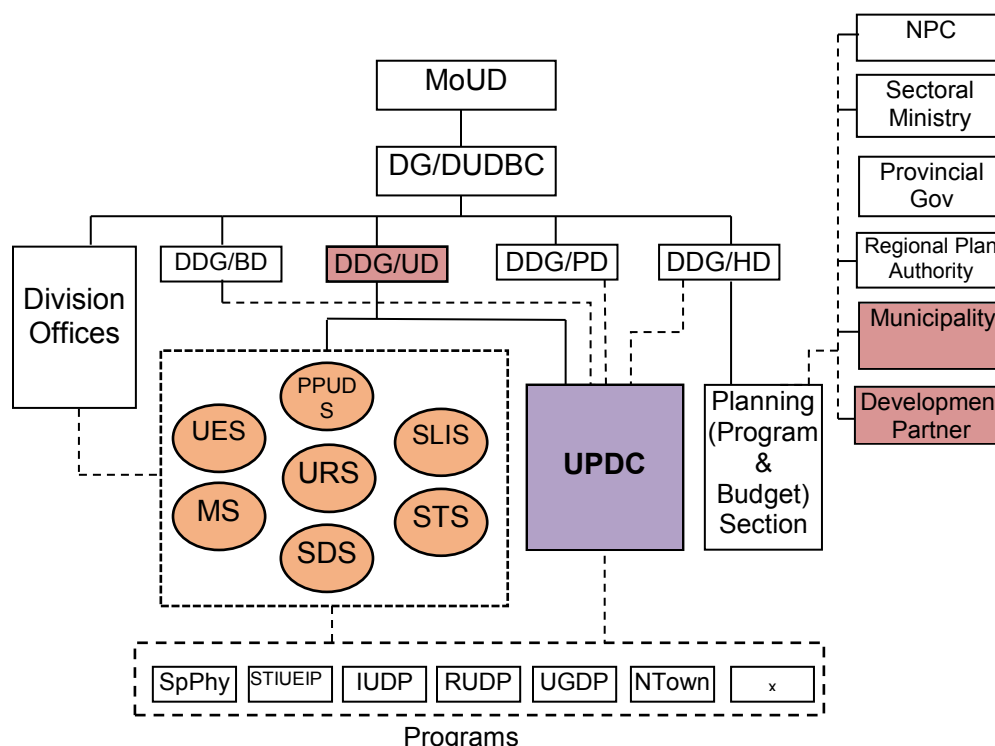 NPC
MoUD
Sectoral
Ministry
DG/DUDBC
Provincial
Gov
Division
Offices
DDG/BD
DDG/UD
DDG/PD
DDG/HD
Regional Plan
Authority
Municipality
Development
Partner
PPUD
S
UES
SLIS
URS
MS
STS
SDS
UPDC
Planning
(Program
&
Budget)
Section
SpPhy
STIUEIP
IUDP
RUDP
UGDP
NTown
x
Programs